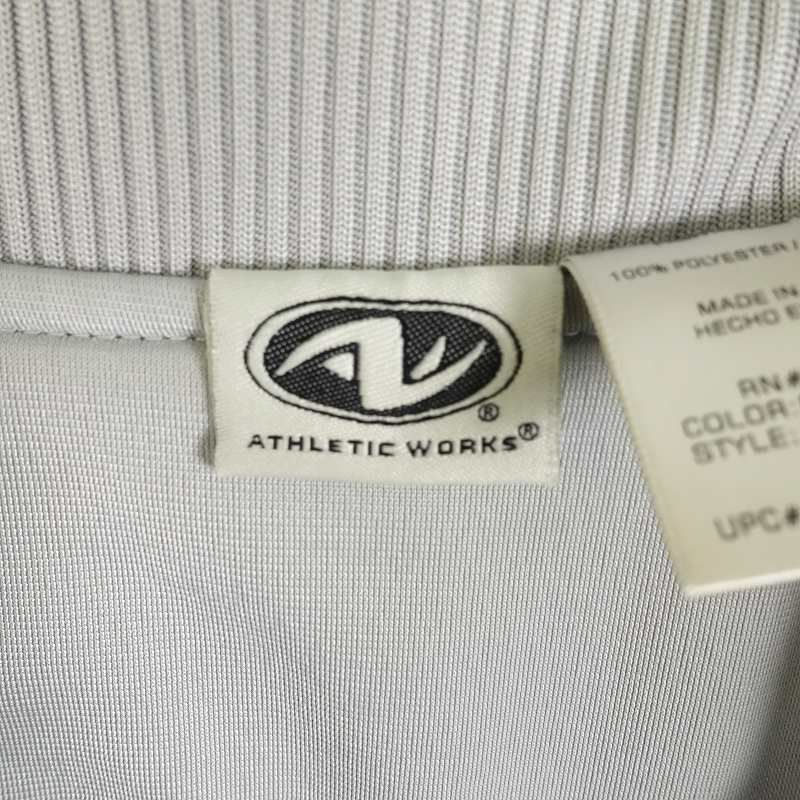 ATHLETIC WORKS®
®
100% POLYESTER /
MADE IN
HECHO E
RN#
COLOR:
STYLE:
UPC#